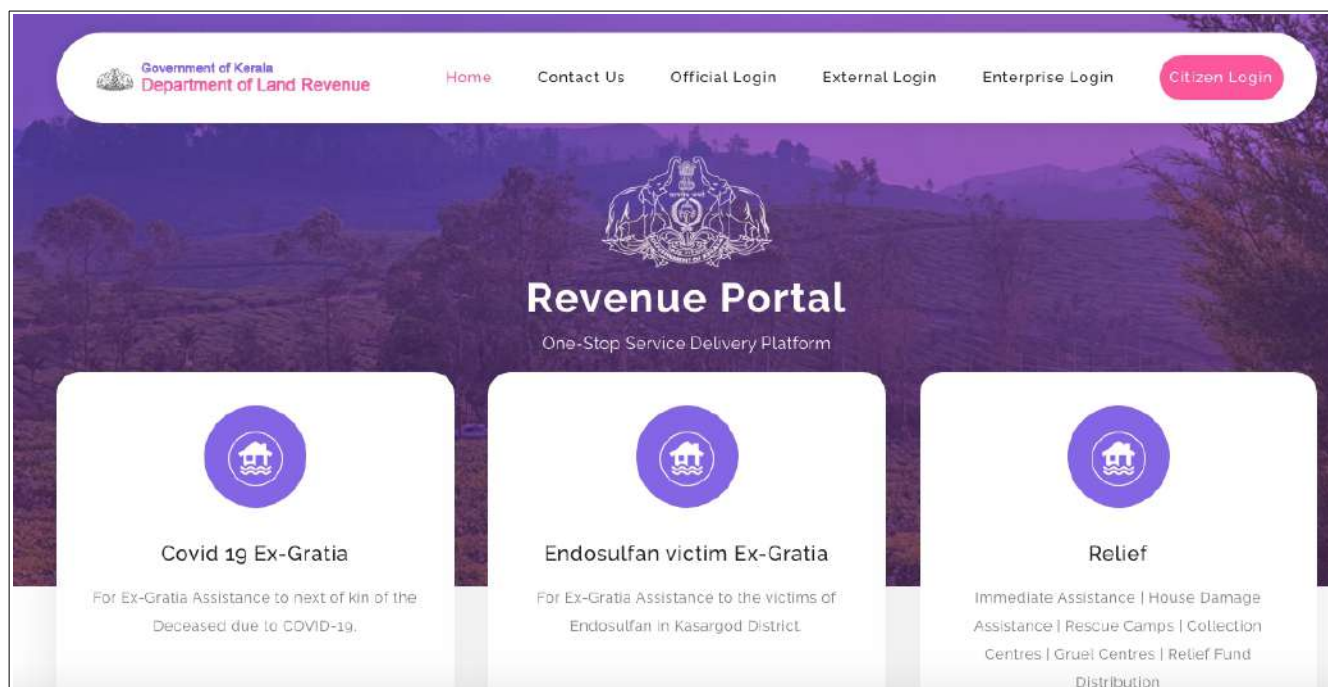 Government of Kerala
Department of Land Revenue
Home
Contact Us
Official Login
External Login
Enterprise Login
Citizen Login
Revenue Portal
One-Stop Service Delivery Platform
Covid 19 Ex-Gratia
For Ex-Gratia Assistance to next of kin of the
Deceased due to COVID-19.
Endosulfan victim Ex-Gratia
For Ex-Gratia Assistance to the victims of
Endosulfan in Kasargod District
Relief
Immediate Assistance | House Damage
Assistance | Rescue Camps | Collection
Centres | Gruel Centres | Relief Fund
Distribution